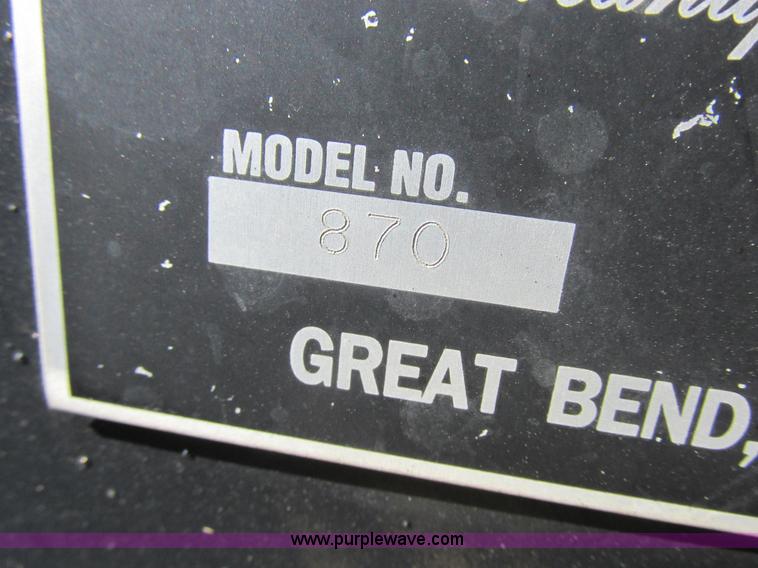 MODEL NO.
870
GREAT BEND,
www.purplewave.com